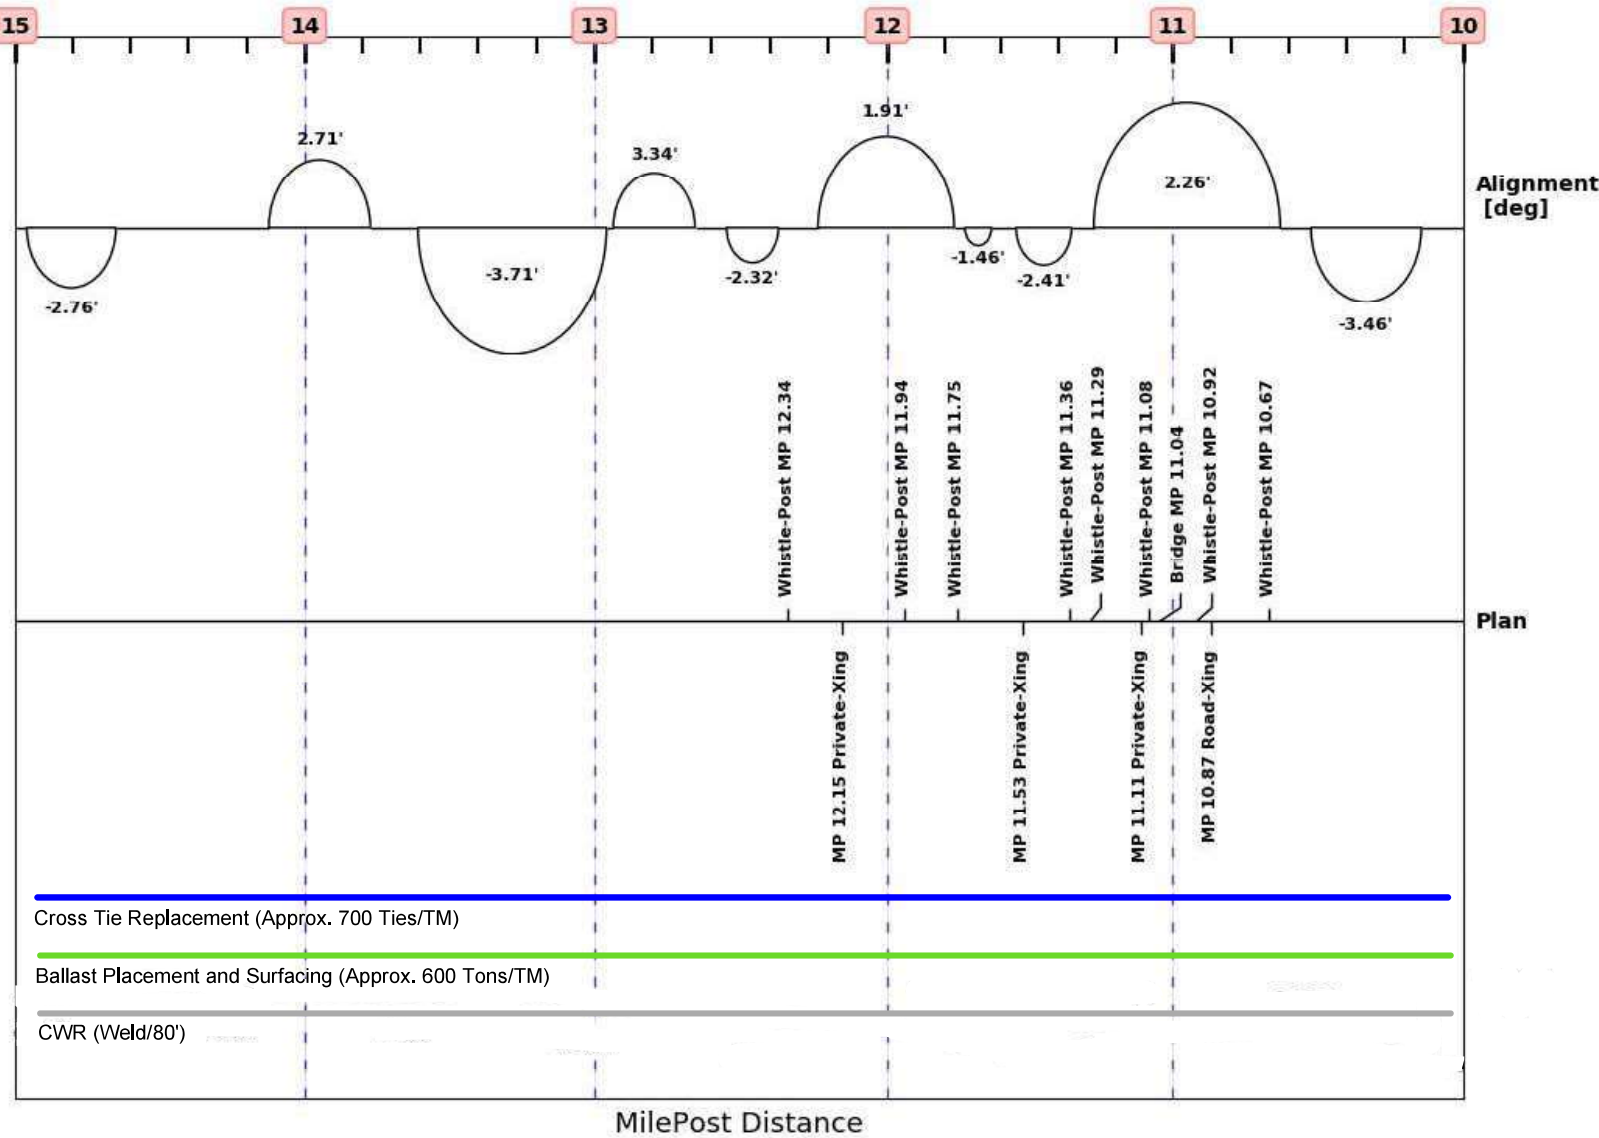 15
14
13
12
11
10
2.71'
3.34'
1.91'
2.26'
Alignment
[deg]
-2.76'
-3.71'
-2.32'
-1.46'
-2.41'
-3.46'
Whistle-Post MP 12.34
Whistle-Post MP 11.94
Whistle-Post MP 11.75
Whistle-Post MP 11.36
Whistle-Post MP 11.29
Whistle-Post MP 11.08
Bridge MP 11.04
Whistle-Post MP 10.92
Whistle-Post MP 10.67
Plan
MP 12.15 Private-Xing
MP 11.53 Private-Xing
MP 11.11 Private-Xing
MP 10.87 Road-Xing
Cross Tie Replacement (Approx. 700 Ties/TM)
Ballast Placement and Surfacing (Approx. 600 Tons/TM)
CWR (Weld/80')
MilePost Distance